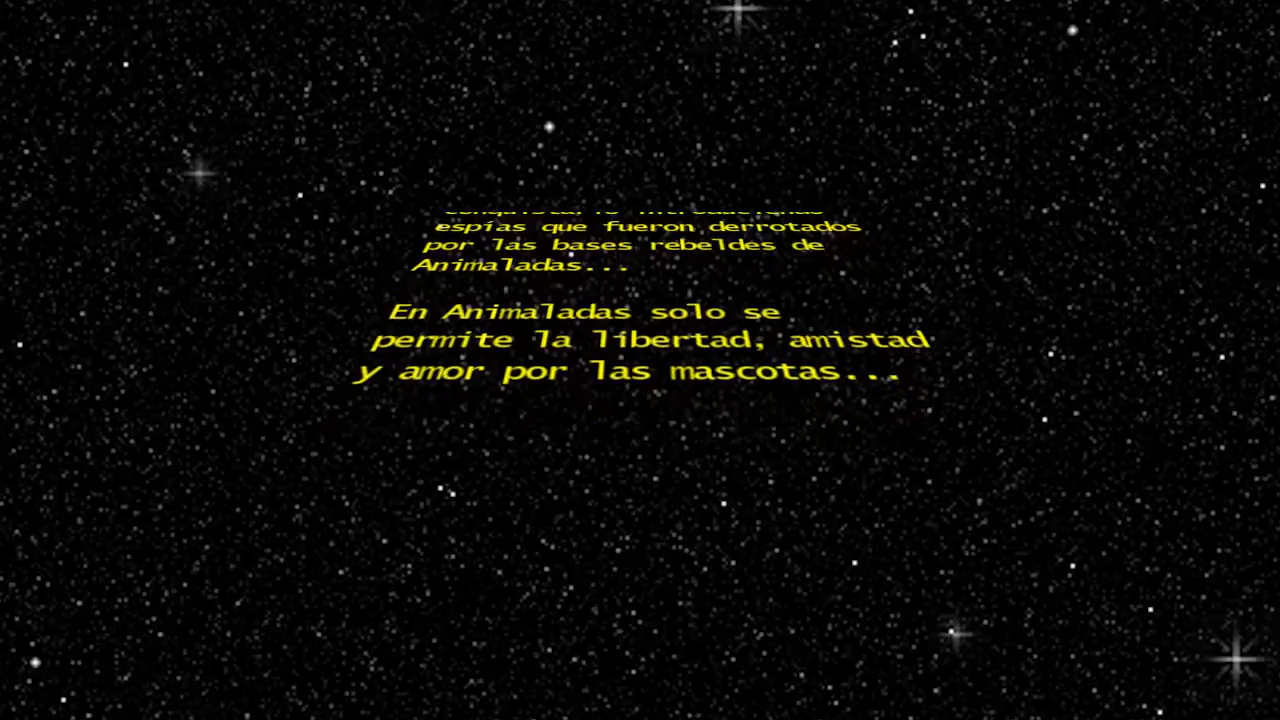 espías que fueron derrotados
por las bases rebeldes de
Animaladas...
En Animaladas solo se
permite la libertad, amistad
y amor por las mascotas...